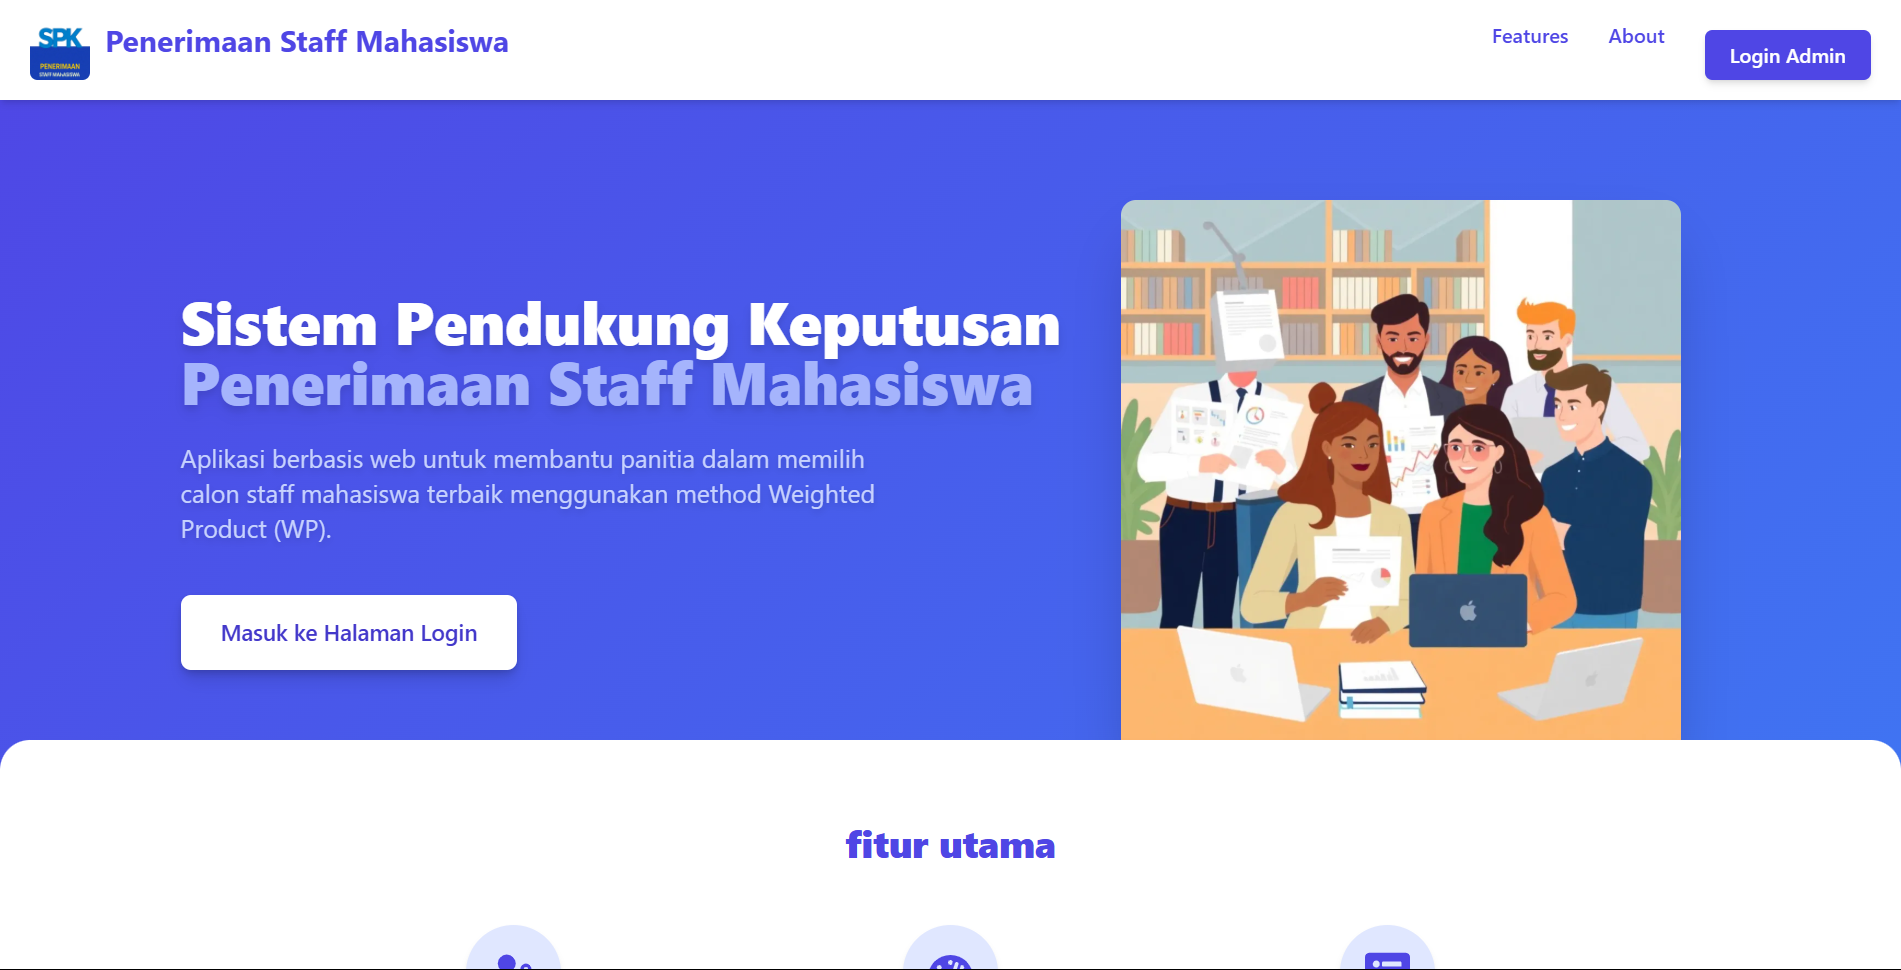 SPK
PENERIMAAN
STAFF MAHASISWA
Penerimaan Staff Mahasiswa
Features
About
Login Admin
Sistem Pendukung Keputusan
Penerimaan Staff Mahasiswa
Aplikasi berbasis web untuk membantu panitia dalam memilih
calon staff mahasiswa terbaik menggunakan method Weighted
Product (WP).
Masuk ke Halaman Login
fitur utama